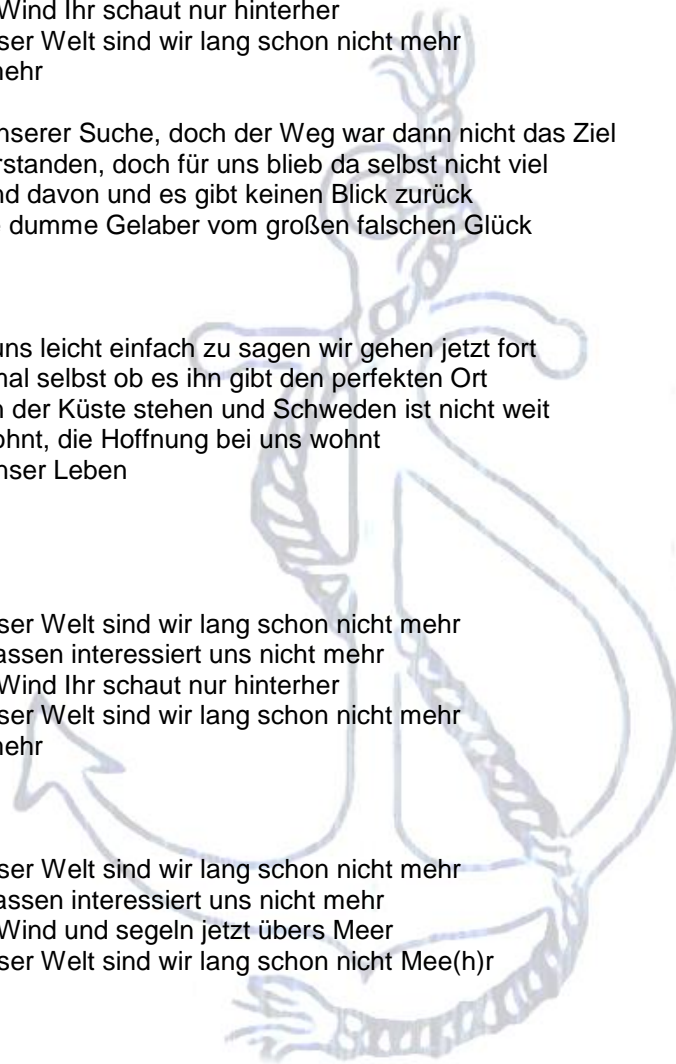 Wind Ihr schaut nur hinterher
ser Welt sind wir lang schon nicht mehr
mehr
nserer Suche, doch der Weg war dann nicht das Ziel
rstanden, doch für uns blieb da selbst nicht viel
nd davon und es gibt keinen Blick zurück
dumme Gelaber vom großen falschen Glück
uns leicht einfach zu sagen wir gehen jetzt fort
mal selbst ob es ihn gibt den perfekten Ort
n der Küste stehen und Schweden ist nicht weit
ohnt, die Hoffnung bei uns wohnt
nser Leben
ser Welt sind wir lang schon nicht mehr
assen interessiert uns nicht mehr
Wind Ihr schaut nur hinterher
ser Welt sind wir lang schon nicht mehr
mehr
ser Welt sind wir lang schon nicht mehr
assen interessiert uns nicht mehr
Wind und segeln jetzt übers Meer
ser Welt sind wir lang schon nicht Mee(h)r